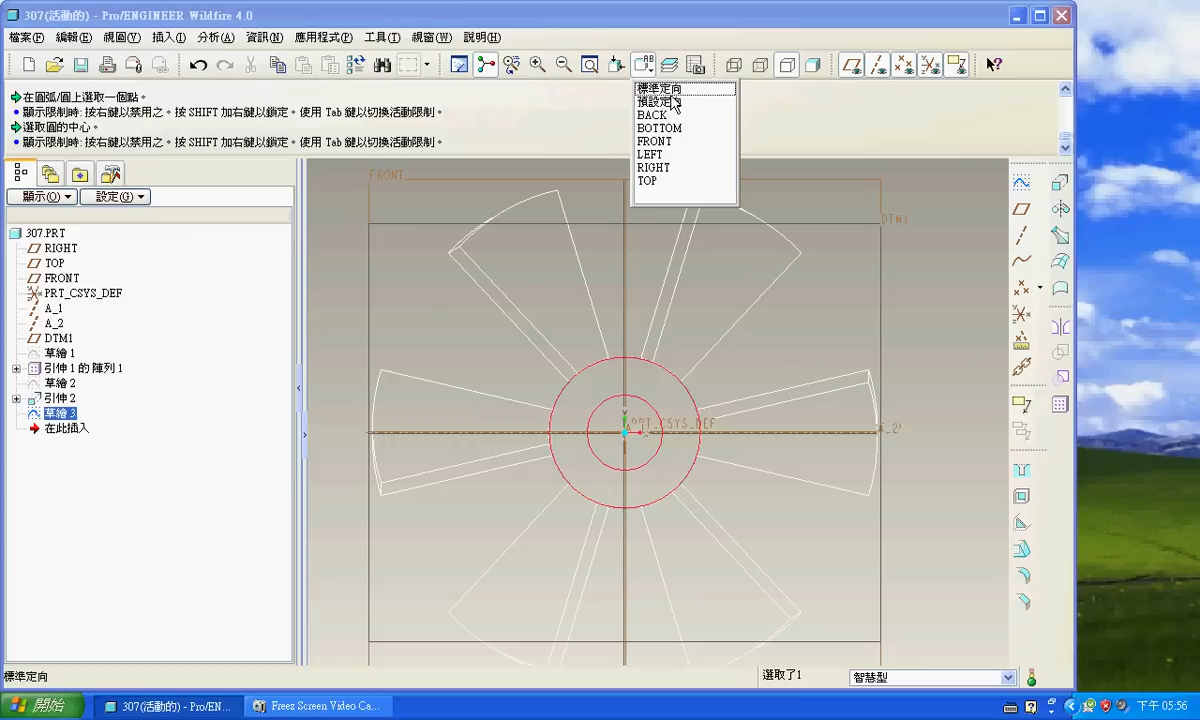 307(活動的) - Pro/ENGINEER Wildfire 4.0
檔案(F) 編輯(E) 視圖(V) 插入(I) 分析(A) 資訊(N) 應用程式(P) 工具(T) 視窗(W) 說明(H)
在圓弧/圓上選取一個點。
顯示限制時: 按右鍵以禁用之。按 SHIFT 加右鍵以鎖定。使用 Tab 鍵以切換活動限制。
選取圓的中心。
顯示限制時: 按右鍵以禁用之。按 SHIFT 加右鍵以鎖定。使用 Tab 鍵以切換活動限制。
標準定向
預設定
BACK
BOTTOM
FRONT
LEFT
RIGHT
TOP
顯示(O) 設定(G)
307.PRT
RIGHT
TOP
FRONT
PRT_CSYS_DEF
A_1
A_2
DTM1
草繪 1
引伸 1 的 陣列 1
草繪 2
引伸 2
草繪 3
在此插入
FRONT
DTM1
PRT_CSYS_DEF
標準定向
選取了1
智慧型
開始
307(活動的) - Pro/EN...
Freez Screen Video Ca...
下午 05:56